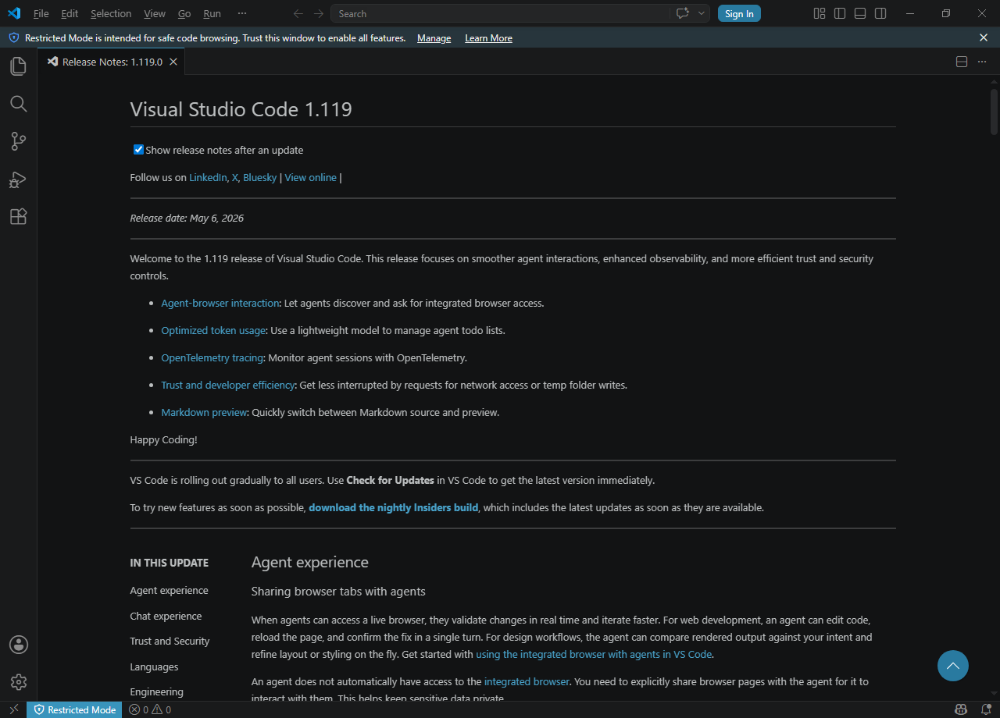 File Edit Selection View Go Run ··· Search Sign In
Restricted Mode is intended for safe code browsing. Trust this window to enable all features. Manage Learn More
Release Notes: 1.119.0
Visual Studio Code 1.119
Show release notes after an update
Follow us on LinkedIn, X, Bluesky | View online |
Release date: May 6, 2026
Welcome to the 1.119 release of Visual Studio Code. This release focuses on smoother agent interactions, enhanced observability, and more efficient trust and security
controls.
• Agent-browser interaction: Let agents discover and ask for integrated browser access.
• Optimized token usage: Use a lightweight model to manage agent todo lists.
• OpenTelemetry tracing: Monitor agent sessions with OpenTelemetry.
• Trust and developer efficiency: Get less interrupted by requests for network access or temp folder writes.
• Markdown preview: Quickly switch between Markdown source and preview.
Happy Coding!
VS Code is rolling out gradually to all users. Use Check for Updates in VS Code to get the latest version immediately.
To try new features as soon as possible, download the nightly Insiders build, which includes the latest updates as soon as they are available.
IN THIS UPDATE
Agent experience
Chat experience
Trust and Security
Languages
Engineering
Agent experience
Sharing browser tabs with agents
When agents can access a live browser, they validate changes in real time and iterate faster. For web development, an agent can edit code,
reload the page, and confirm the fix in a single turn. For design workflows, the agent can compare rendered output against your intent and
refine layout or styling on the fly. Get started with using the integrated browser with agents in VS Code.
An agent does not automatically have access to the integrated browser. You need to explicitly share browser pages with the agent for it to
interact with them. This helps keep sensitive data private.
Restricted Mode 0 0